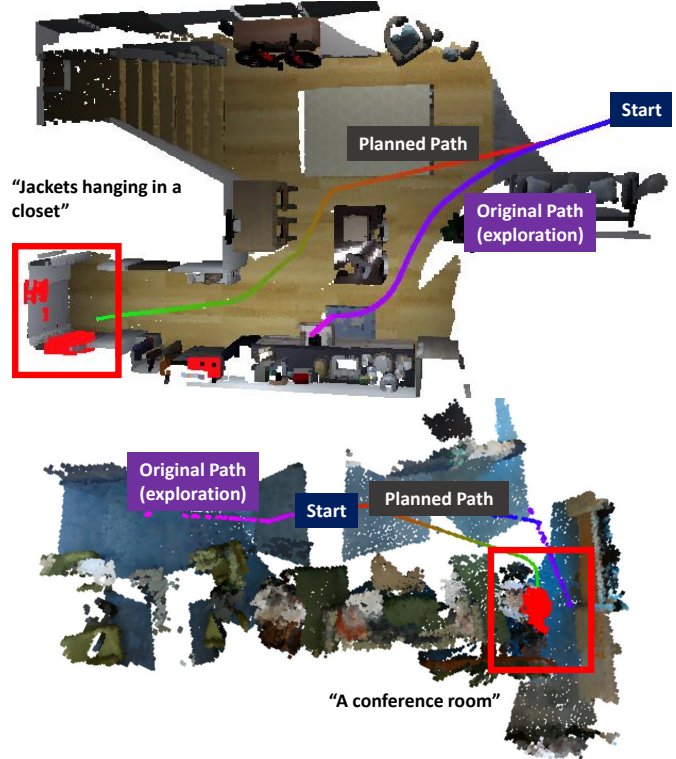 Start
Planned Path
“Jackets hanging in a
closet”
Original Path
(exploration)
Original Path
(exploration)
Start
Planned Path
“A conference room”